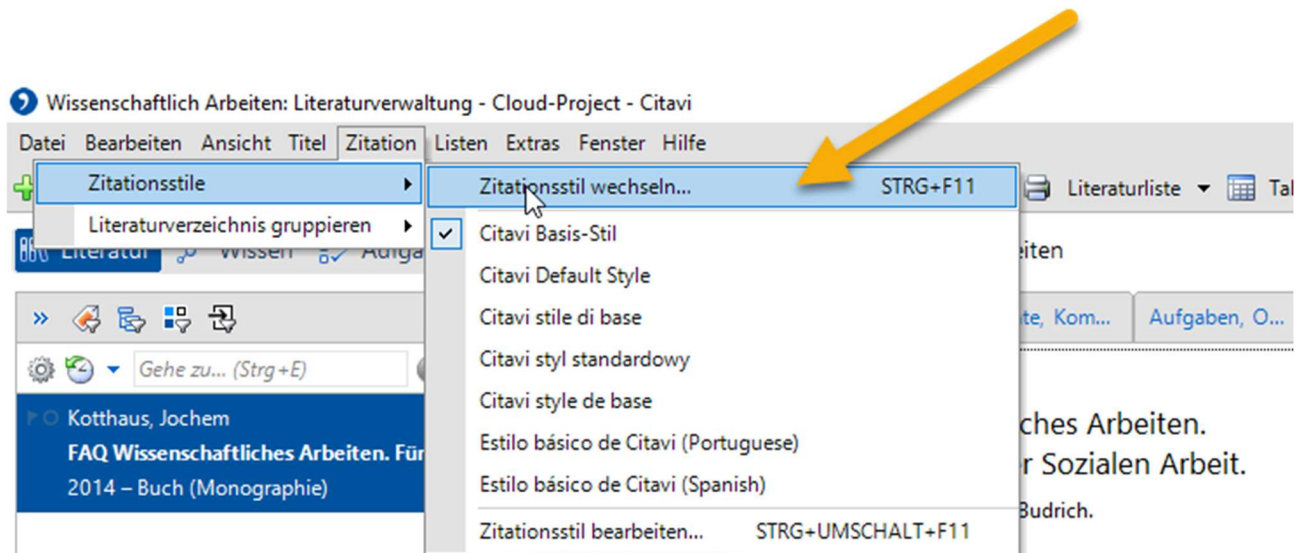 Wissenschaftlich Arbeiten: Literaturverwaltung - Cloud-Project - Citavi
Datei Bearbeiten Ansicht Titel Zitation Listen Extras Fenster Hilfe
Zitationsstile
Zitationsstil wechseln... STRG+F11
Literaturliste
Literaturverzeichnis gruppieren
Citavi Basis-Stil
Literatur Wissen
Citavi Default Style
Citavi stile di base
Kom...
Aufgaben, O...
Citavi styl standardowy
Gehe zu... (Strg+E)
Citavi style de base
Kotthaus, Jochem
FAQ Wissenschaftliches Arbeiten. Für
2014 – Buch (Monographie)
Estilo básico de Citavi (Portuguese)
Estilo básico de Citavi (Spanish)
Zitationsstil bearbeiten... STRG+UMSCHALT+F11
ches Arbeiten.
r Sozialen Arbeit.
Budrich.